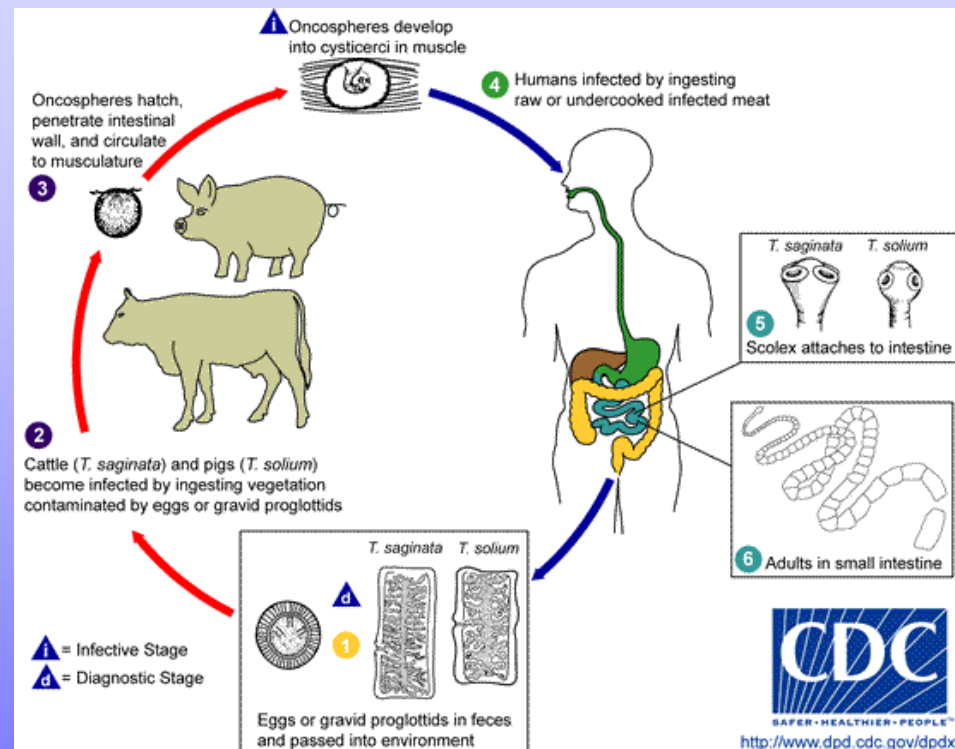 i
Oncospheres develop
into cysticerci in muscle
4
Humans infected by ingesting
raw or undercooked infected meat
Oncospheres hatch,
penetrate intestinal
wall, and circulate
to musculature
3
T. saginata T. solium
5
Scolex attaches to intestine
2
Cattle (T. saginata) and pigs (T. solium)
become infected by ingesting vegetation
contaminated by eggs or gravid proglottids
6 Adults in small intestine
T. saginata T. solium
d
1
i = Infective Stage
d = Diagnostic Stage
Eggs or gravid proglottids in feces
and passed into environment
CDC
SAFER·HEALTHIER·PEOPLE™
http://www.dpd.cdc.gov/dpdx